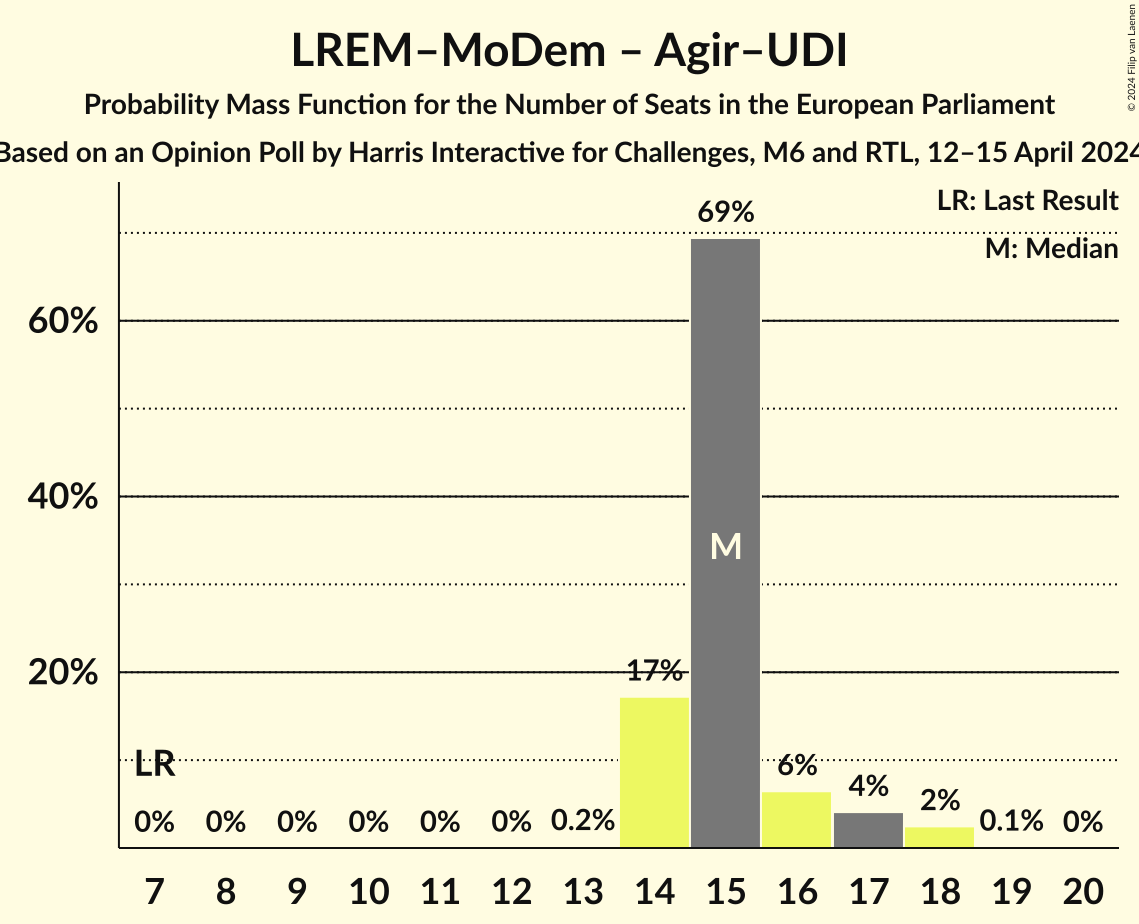 LREM–MoDem – Agir–UDI
Probability Mass Function for the Number of Seats in the European Parliament
Based on an Opinion Poll by Harris Interactive for Challenges, M6 and RTL, 12–15 April 2024
© 2024 Filip van Laenen
LR: Last Result
M: Median
69%
60%
40%
M
20%
17%
LR
6%
4%
2%
0% 0% 0% 0% 0% 0% 0.2% 0.1% 0%
7 8 9 10 11 12 13 14 15 16 17 18 19 20